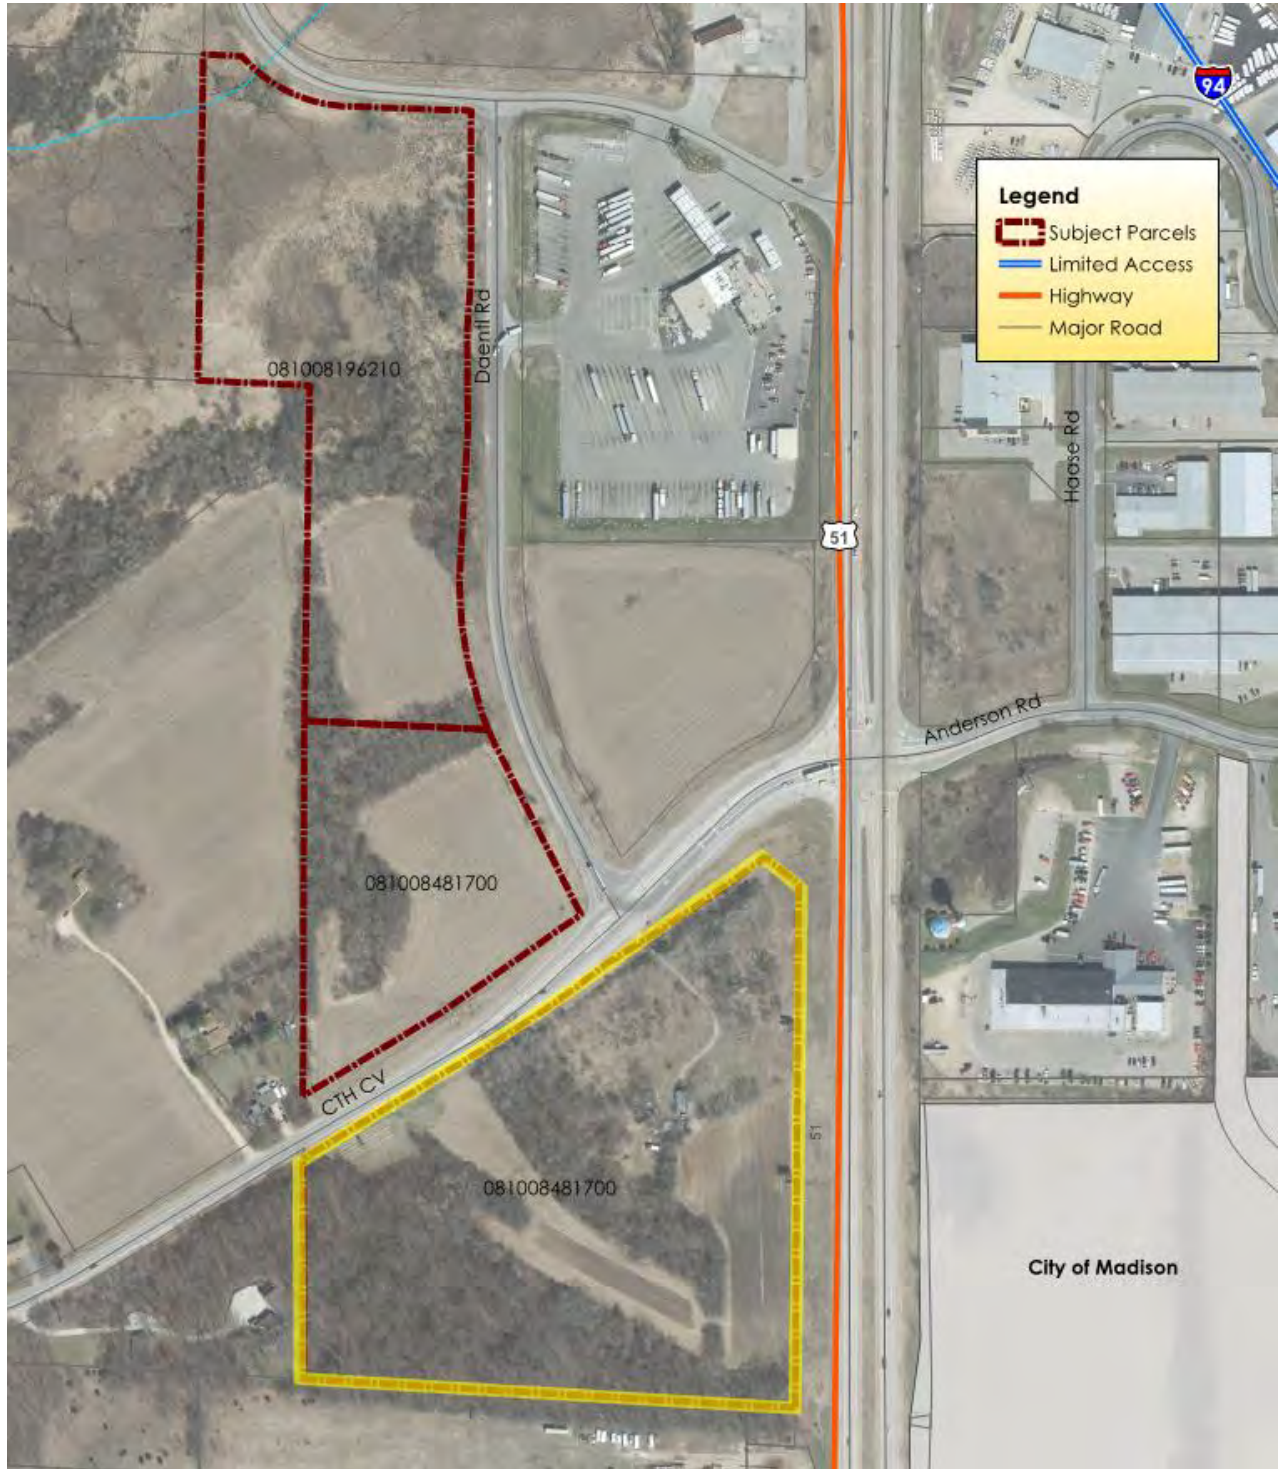 94
Legend
Subject Parcels
Limited Access
Highway
Major Road
Daentl Rd
081008196210
Haase Rd
51
Anderson Rd
081008481700
CTH CV
51
081008481700
City of Madison